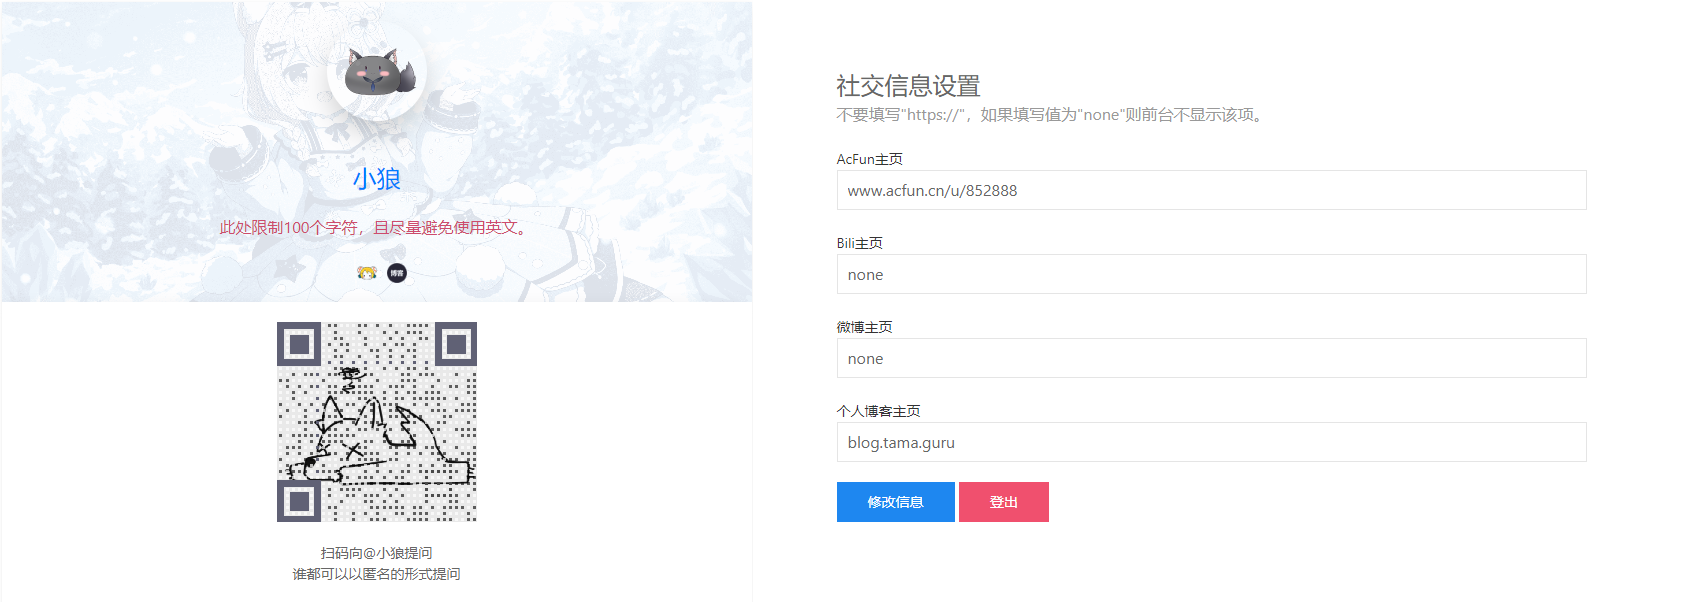 小狼
此处限制100个字符，且尽量避免使用英文。
博客
扫码向@小狼提问
谁都可以以匿名的形式提问
社交信息设置
不要填写"https://"，如果填写值为"none"则前台不显示该项。
AcFun主页
www.acfun.cn/u/852888
Bili主页
none
微博主页
none
个人博客主页
blog.tama.guru
修改信息 登出